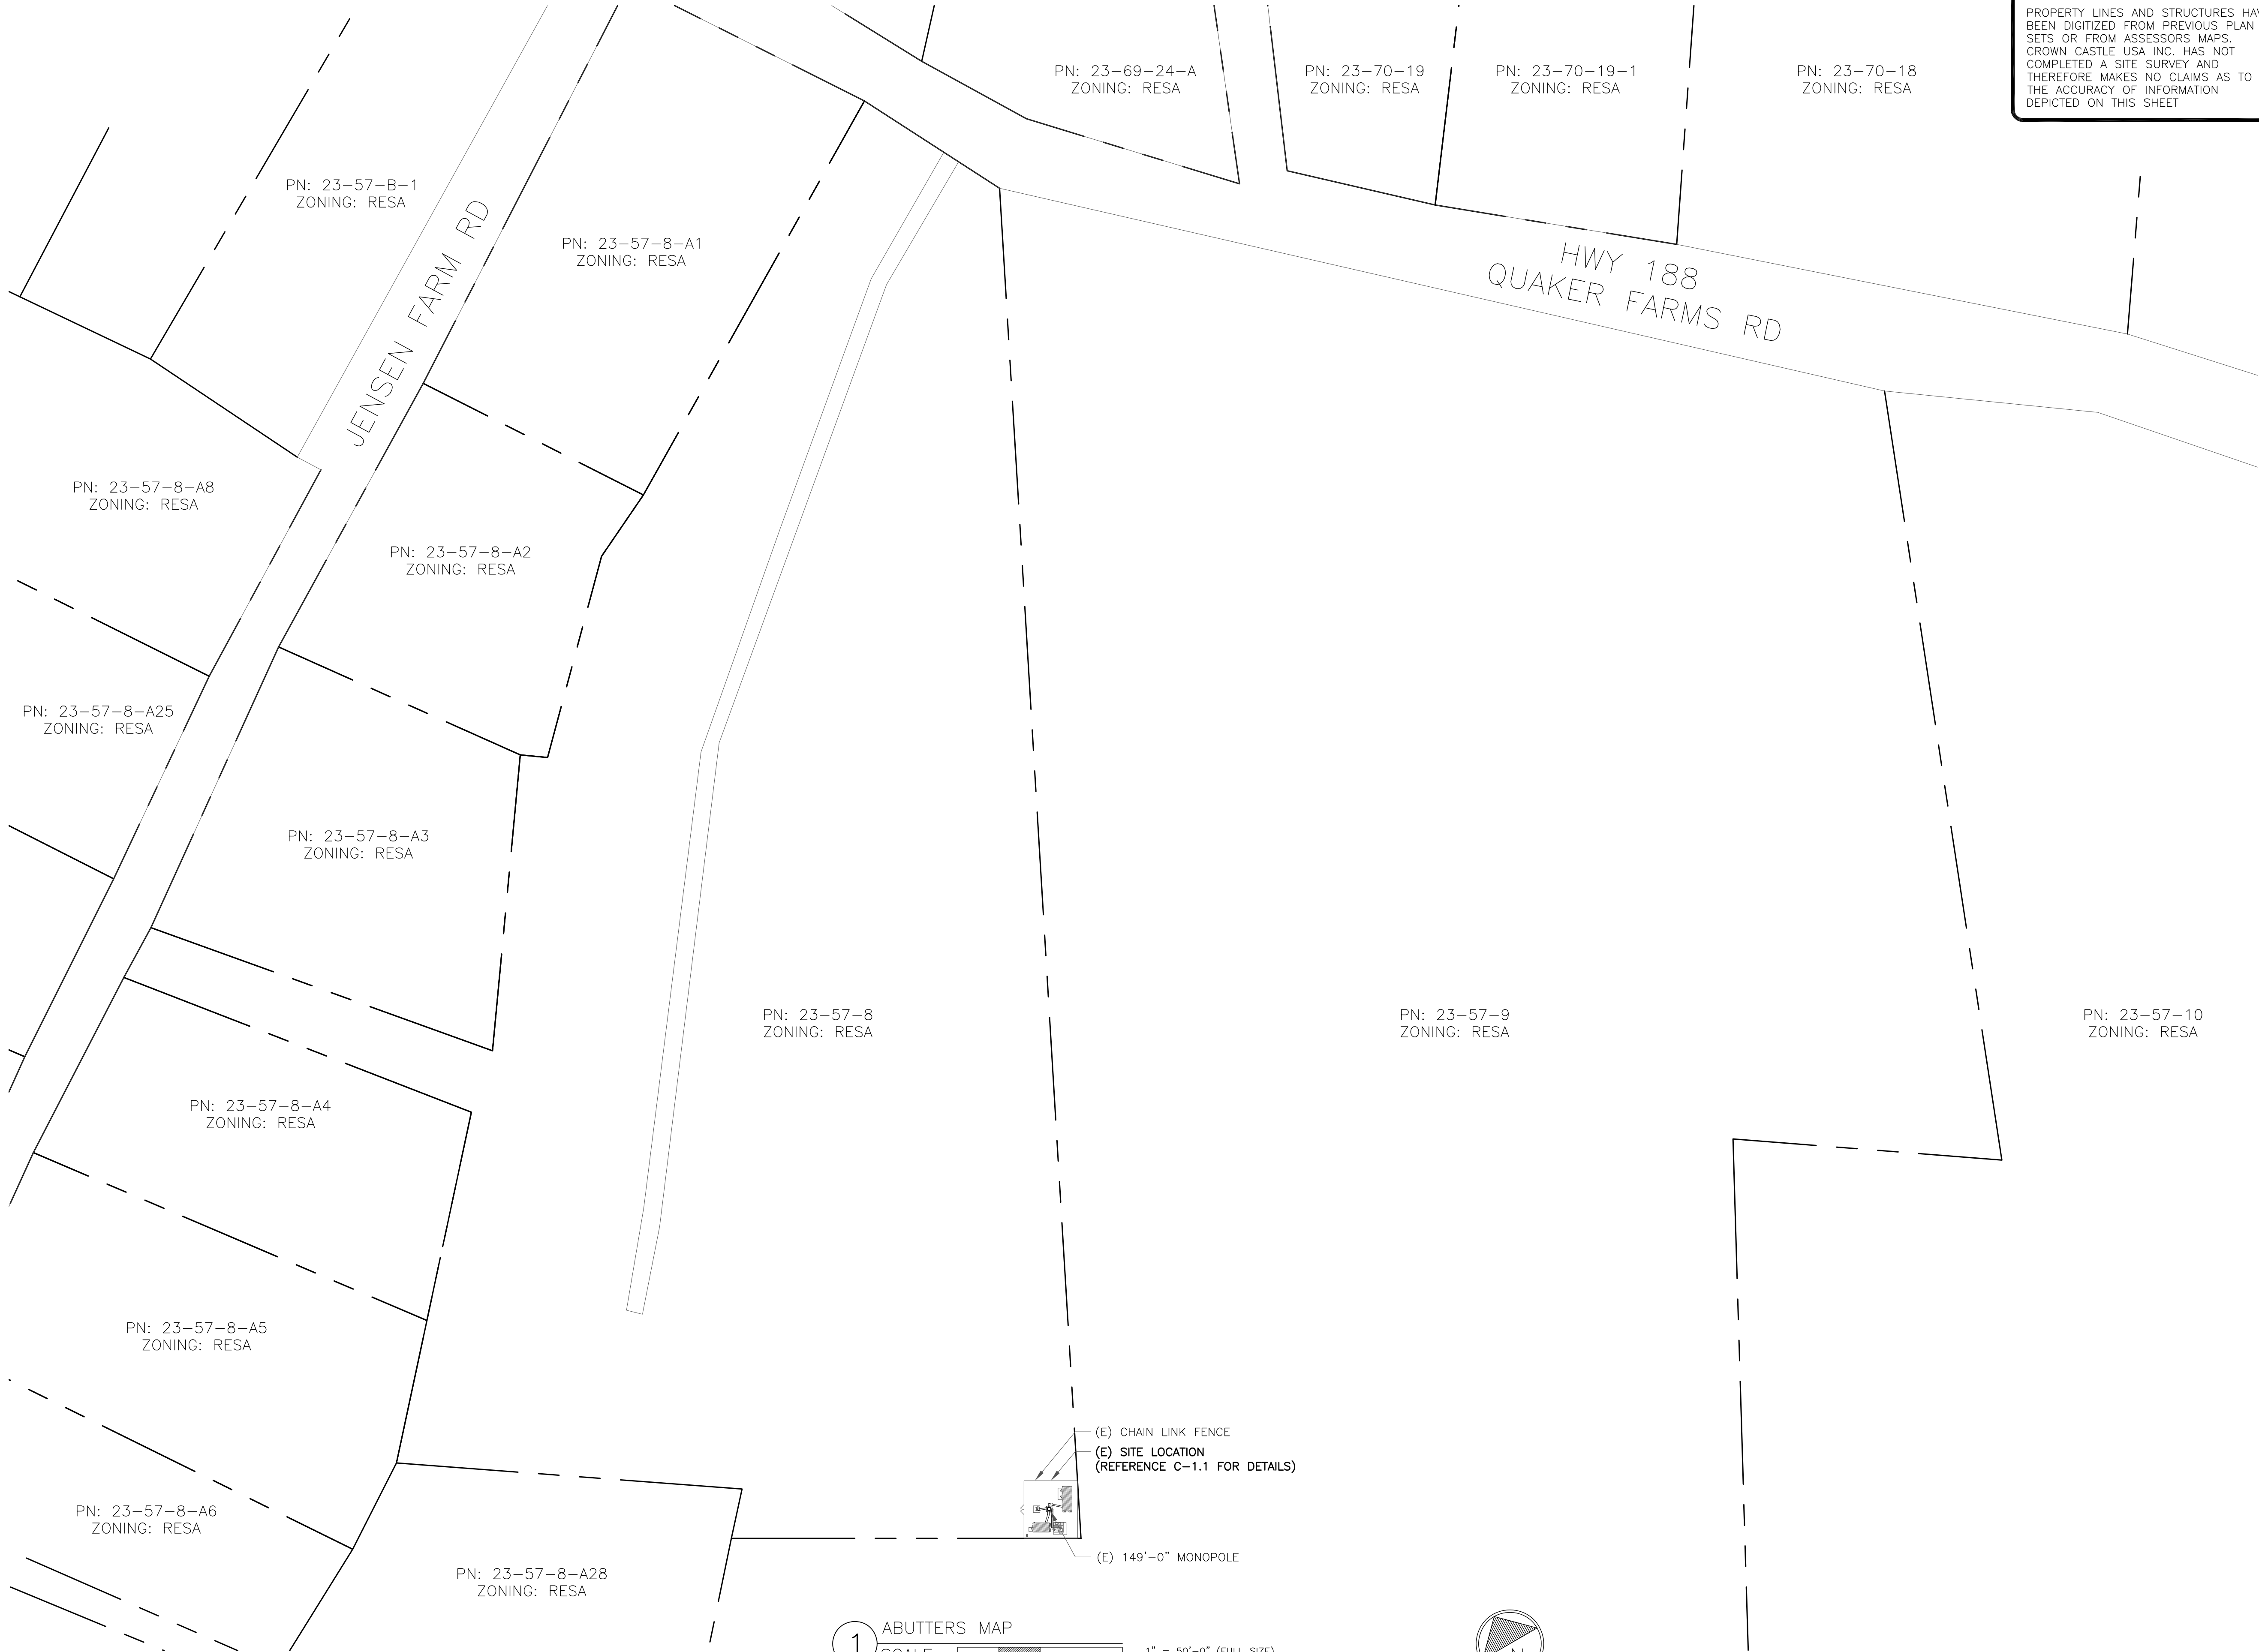 PROPERTY LINES AND STRUCTURES
BEEN DIGITIZED FROM PREVIOUS PLAN
SETS OR FROM ASSESSORS MAPS.
CROWN CASTLE USA INC. HAS NOT
COMPLETED A SITE SURVEY AND
THEREFORE MAKES NO CLAIMS AS TO
THE ACCURACY OF INFORMATION
DEPICTED ON THIS SHEET
PN: 23-69-24-A
ZONING: RESA
PN: 23-70-19
ZONING: RESA
PN: 23-70-19-1
ZONING: RESA
PN: 23-70-18
ZONING: RESA
PN: 23-57-B-1
ZONING: RESA
JENSEN FARM RD
PN: 23-57-8-A1
ZONING: RESA
HWY 188
QUAKER FARMS RD
PN: 23-57-8-A8
ZONING: RESA
PN: 23-57-8-A2
ZONING: RESA
PN: 23-57-8-A25
ZONING: RESA
PN: 23-57-8-A3
ZONING: RESA
PN: 23-57-8
ZONING: RESA
PN: 23-57-9
ZONING: RESA
PN: 23-57-10
ZONING: RESA
PN: 23-57-8-A4
ZONING: RESA
PN: 23-57-8-A5
ZONING: RESA
(E) CHAIN LINK FENCE
(E) SITE LOCATION
(REFERENCE C-1.1 FOR DETAILS)
PN: 23-57-8-A6
ZONING: RESA
(E) 149'-0" MONOPOLE
PN: 23-57-8-A28
ZONING: RESA
1
ABUTTERS MAP
SCALE
1" = 50'-0" (FULL SIZE)
N